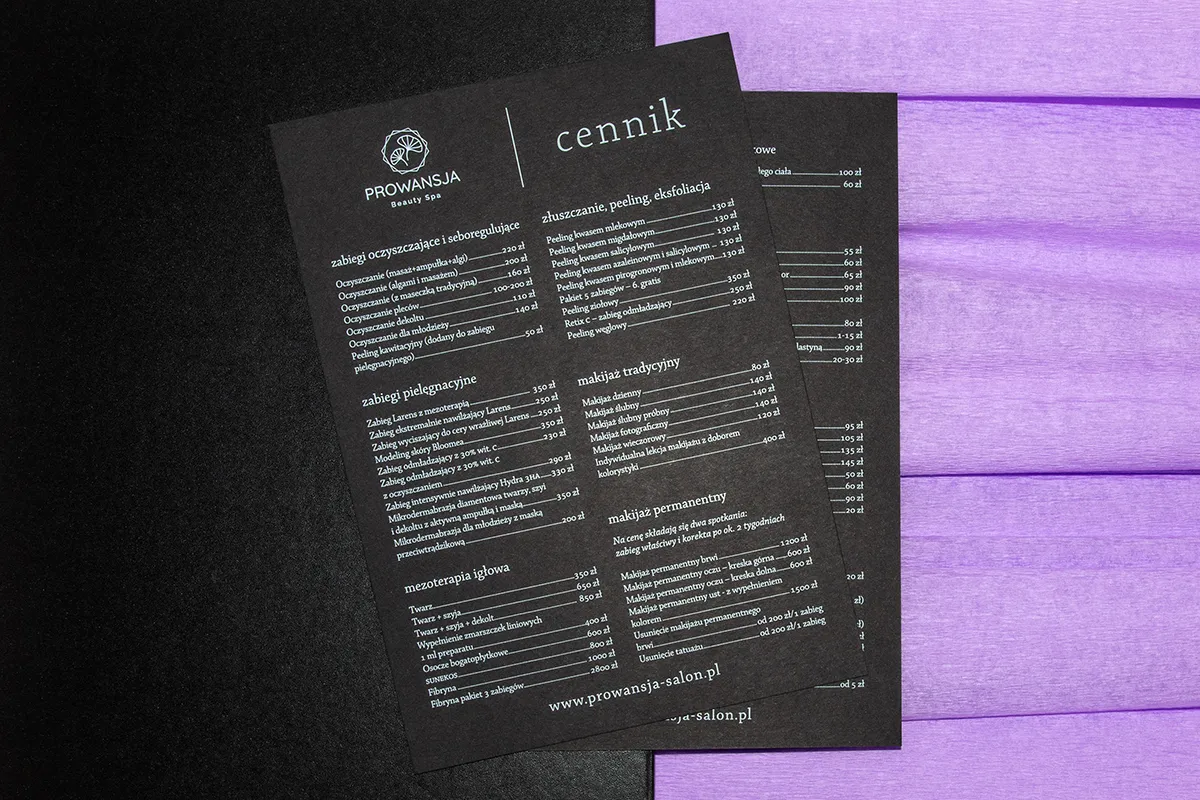 PROWANSJA
Beauty Spa
cennik
zabiegi oczyszczające i seboregulujące
Oczyszczanie (masaż+ampułka+algi) 220 zł
Oczyszczanie (algami i masażem) 200 zł
Oczyszczanie (z maseczką tradycyjną) 160 zł
Oczyszczanie pleców 100-200 zł
Oczyszczanie dekoltu 110 zł
Oczyszczanie dla młodzieży 140 zł
Peeling kawitacyjny (dodany do zabiegu
pielęgnacyjnego) 50 zł
zabiegi pielęgnacyjne
Zabieg Larens z mezoterapią 350 zł
Zabieg ekstremalnie nawilżający Larens 250 zł
Zabieg wyciszający do cery wrażliwej Larens 250 zł
Modeling skóry Bloomea 350 zł
Zabieg odmładzający z 30% wit. C 230 zł
Zabieg odmładzający z 30% wit. C
z oczyszczaniem 290 zł
Zabieg intensywnie nawilżający Hydra 3HA 330 zł
Mikrodermabrazja diamentowa twarzy, szyi
i dekoltu z aktywną ampułką i maską 350 zł
Mikrodermabrazja dla młodzieży z maską
przeciwtrądzikową 200 zł
mezoterapia igłowa
Twarz 350 zł
Twarz + szyja 650 zł
Twarz + szyja + dekolt 850 zł
Wypełnienie zmarszczek liniowych
1 ml preparatu 400 zł
Osocze bogatopłytkowe 600 zł
SUNEKOS 800 zł
Fibryna 1000 zł
Fibryna pakiet 3 zabiegów 2800 zł
złuszczanie, peeling, eksfoliacja
Peeling kwasem mlekowym 130 zł
Peeling kwasem migdałowym 130 zł
Peeling kwasem salicylowym 130 zł
Peeling kwasem azaleinowym i salicylowym – 130 zł
Peeling kwasem pirogronowym i mlekowym 130 zł
Pakiet 5 zabiegów – 6. gratis
Peeling ziołowy 350 zł
Retix C – zabieg odmładzający 250 zł
Peeling węglowy 220 zł
makijaż tradycyjny
Makijaż dzienny 80 zł
Makijaż ślubny 140 zł
Makijaż ślubny próbny 140 zł
Makijaż fotograficzny 140 zł
Makijaż wieczorowy 120 zł
Indywidualna lekcja makijażu z doborem
kolorystyki 400 zł
makijaż permanentny
Na cenę składają się dwa spotkania:
zabieg właściwy i korekta po ok. 2 tygodniach
Makijaż permanentny brwi 1200 zł
Makijaż permanentny oczu – kreska górna 600 zł
Makijaż permanentny oczu – kreska dolna 600 zł
Makijaż permanentny ust - z wypełnieniem
kolorem 1500 zł
Usunięcie makijażu permanentnego
brwi od 200 zł/1 zabieg
Usunięcie tatuażu od 200 zł/1 zabieg
www.prowansja-salon.pl
owe
ego ciała 100 zł
60 zł
55 zł
60 zł
or 65 zł
90 zł
100 zł
80 zł
1-15 zł
lastyną 90 zł
20-30 zł
95 zł
105 zł
135 zł
145 zł
50 zł
60 zł
90 zł
20 zł
20 zł
zł)
zł
zł
od 5 zł
sja-salon.pl